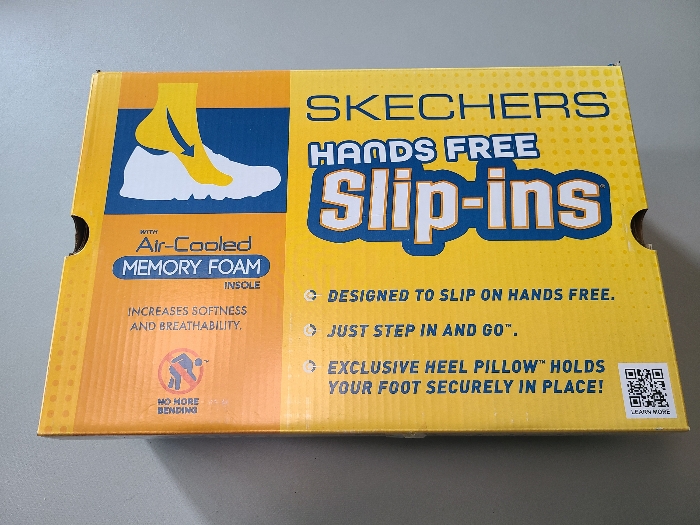 SKECHERS
HANDS FREE
Slip-ins
WITH
Air-Cooled
MEMORY FOAM
INSOLE
INCREASES SOFTNESS
AND BREATHABILITY.
NO MORE
BENDING
DESIGNED TO SLIP ON HANDS FREE.
JUST STEP IN AND GO™.
EXCLUSIVE HEEL PILLOW™ HOLDS
YOUR FOOT SECURELY IN PLACE!
LEARN MORE